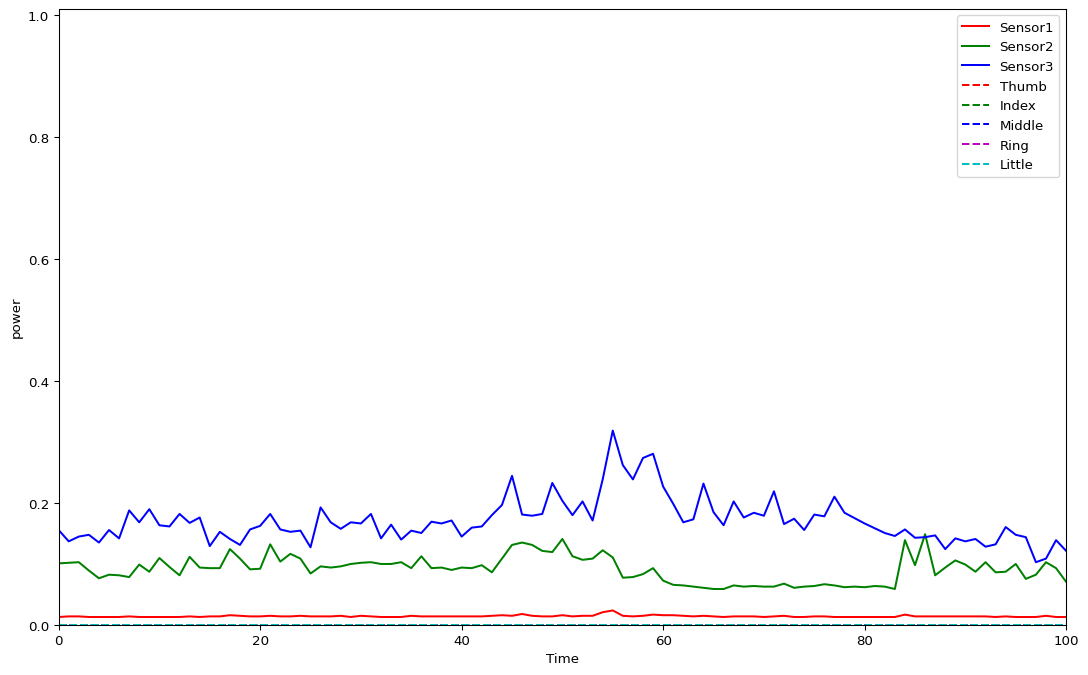 1.0
0.8
0.6
0.4
0.2
0.0
power
0
20
40
60
80
100
Time
Sensor1
Sensor2
Sensor3
Thumb
Index
Middle
Ring
Little